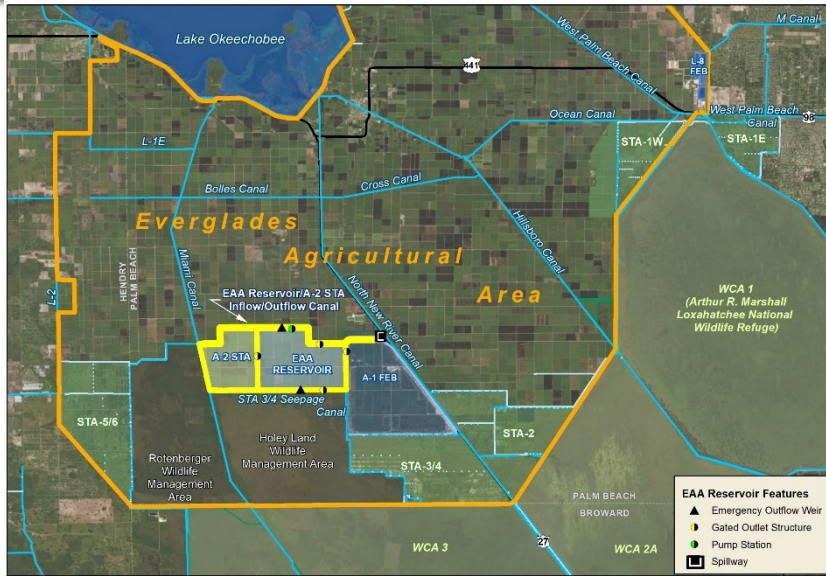 Lake Okeechobee
441
West Palm Beach Canal
M Canal
L-8
FEB
West Palm Beach
Canal
98
Ocean Canal
STA-1W
STA-1E
L-1E
Bolles Canal
Cross Canal
Hillsboro Canal
Everglades
Agricultural
Area
HENDRY
PALM BEACH
L-2
Miami Canal
North New River Canal
EAA Reservoir/A-2 STA
Inflow/Outflow Canal
WCA 1
(Arthur R. Marshall
Loxahatchee National
Wildlife Refuge)
A-2 STA
EAA
RESERVOIR
A-1 FEB
STA 3/4 Seepage
Canal
STA-5/6
STA-2
Rotenberger
Wildlife
Management
Area
Holey Land
Wildlife
Management Area
STA-3/4
PALM BEACH
BROWARD
27
WCA 3
WCA 2A
EAA Reservoir Features
Emergency Outflow Weir
Gated Outlet Structure
Pump Station
Spillway